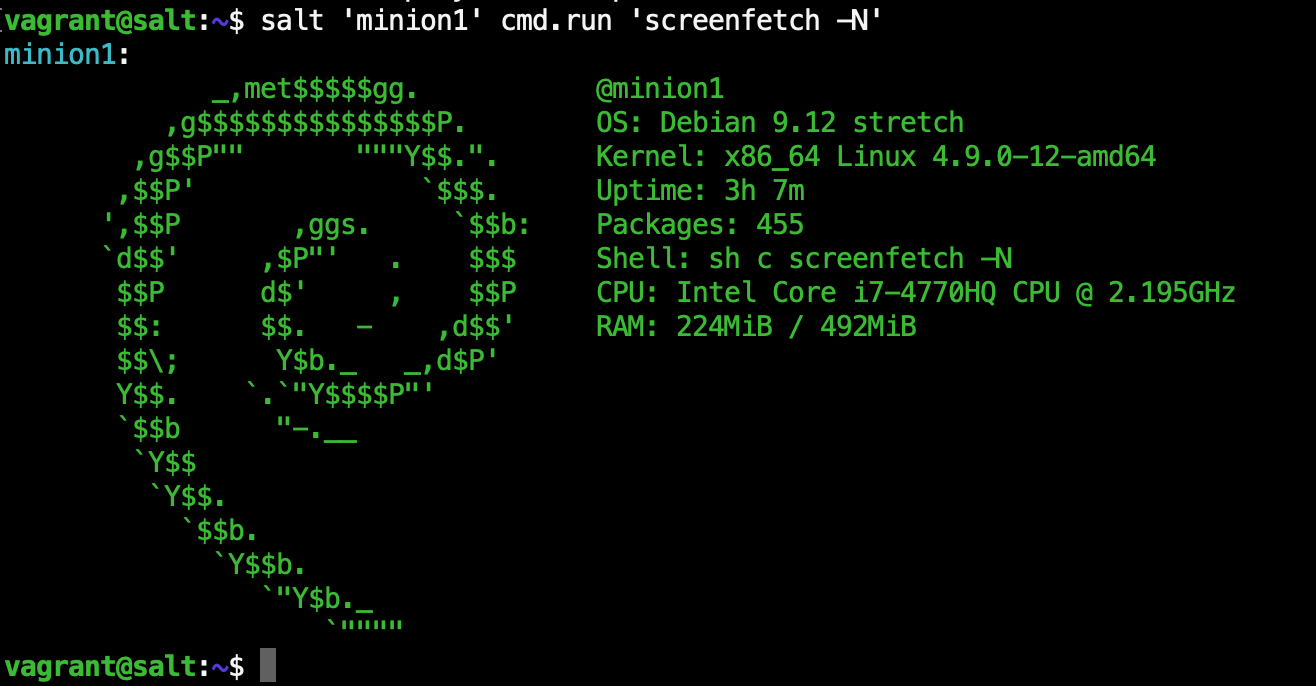 vagrant@salt:~$ salt 'minion1' cmd.run 'screenfetch -N'
minion1:
             _,met$$$$$gg.           @minion1
          ,g$$$$$$$$$$$$$$$P.        OS: Debian 9.12 stretch
        ,g$$P""       """Y$$.".      Kernel: x86_64 Linux 4.9.0-12-amd64
       ,$$P'              `$$$.      Uptime: 3h 7m
      ',$$P       ,ggs.     `$$b:    Packages: 455
      `d$$'     ,$P"'   .    $$$     Shell: sh c screenfetch -N
       $$P      d$'     ,    $$P     CPU: Intel Core i7-4770HQ CPU @ 2.195GHz
       $$:      $$.   -    ,d$$'     RAM: 224MiB / 492MiB
       $$\;      Y$b._   _,d$P'
       Y$$.    `.`"Y$$$$P"'
       `$$b      "-.__
        `Y$$
         `Y$$.
           `$$b.
             `Y$$b.
                `"Y$b._
                    `""""
vagrant@salt:~$